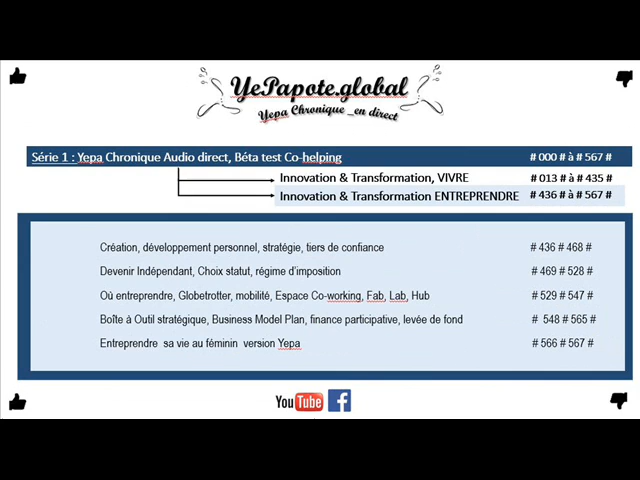 YePapote.global
Yepa Chronique _en direct
Série 1 : Yepa Chronique Audio direct, Béta test Co-helping # 000 # à # 567 #
Innovation & Transformation, VIVRE # 013 # à # 435 #
Innovation & Transformation ENTREPRENDRE # 436 # à # 567 #
Création, développement personnel, stratégie, tiers de confiance # 436 # 468 #
Devenir Indépendant, Choix statut, régime d'imposition # 469 # 528 #
Où entreprendre, Globetrotter, mobilité, Espace Co-working, Fab, Lab, Hub # 529 # 547 #
Boîte à Outil stratégique, Business Model Plan, finance participative, levée de fond # 548 # 565 #
Entreprendre sa vie au féminin version Yepa # 566 # 567 #
YouTube f